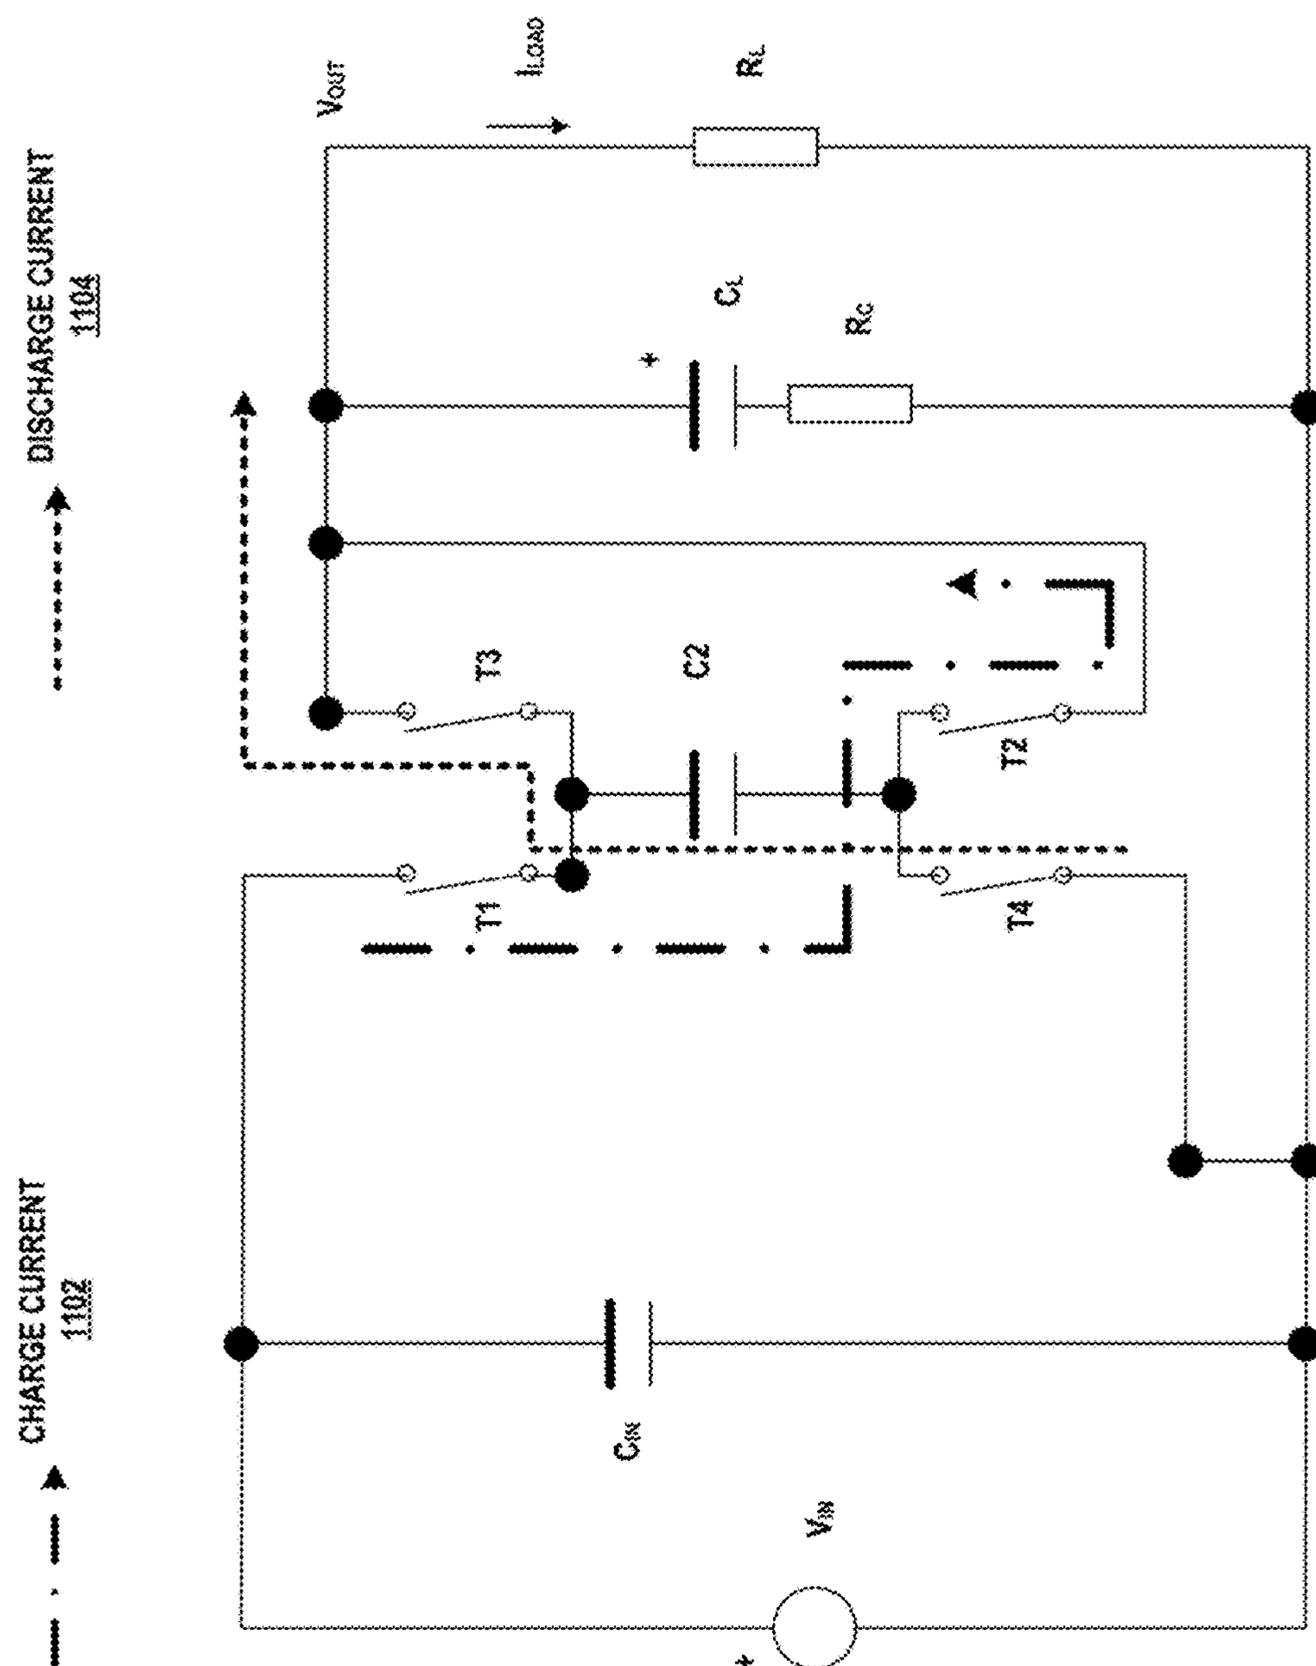 CHARGE CURRENT
1102
DISCHARGE CURRENT
1104
VIN
+
CIN
T1
T3
C2
T4
T2
+
CL
RC
VOUT
ILOAD
RL